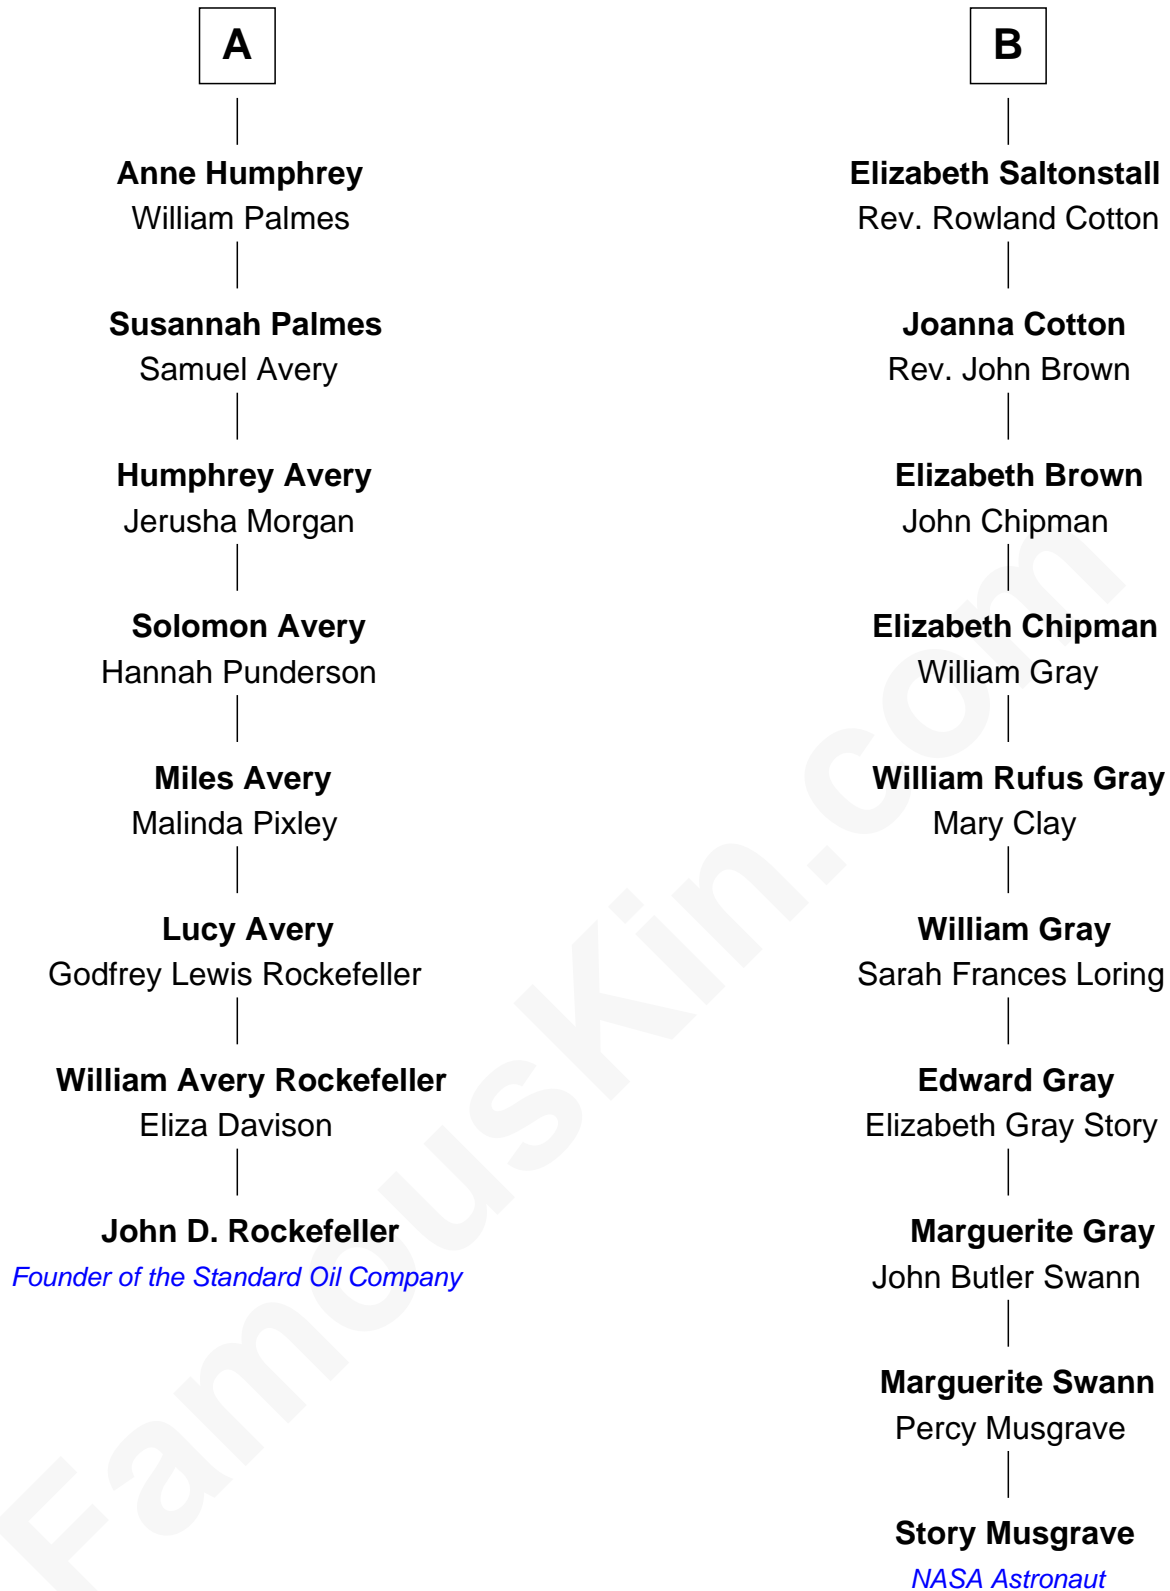 A
Anne Humphrey
William Palmes
Susannah Palmes
Samuel Avery
Humphrey Avery
Jerusha Morgan
Solomon Avery
Hannah Punderson
Miles Avery
Malinda Pixley
Lucy Avery
Godfrey Lewis Rockefeller
William Avery Rockefeller
Eliza Davison
John D. Rockefeller
Founder of the Standard Oil Company
B
Elizabeth Saltonstall
Rev. Rowland Cotton
Joanna Cotton
Rev. John Brown
Elizabeth Brown
John Chipman
Elizabeth Chipman
William Gray
William Rufus Gray
Mary Clay
William Gray
Sarah Frances Loring
Edward Gray
Elizabeth Gray Story
Marguerite Gray
John Butler Swann
Marguerite Swann
Percy Musgrave
Story Musgrave
NASA Astronaut
FamousKin.com